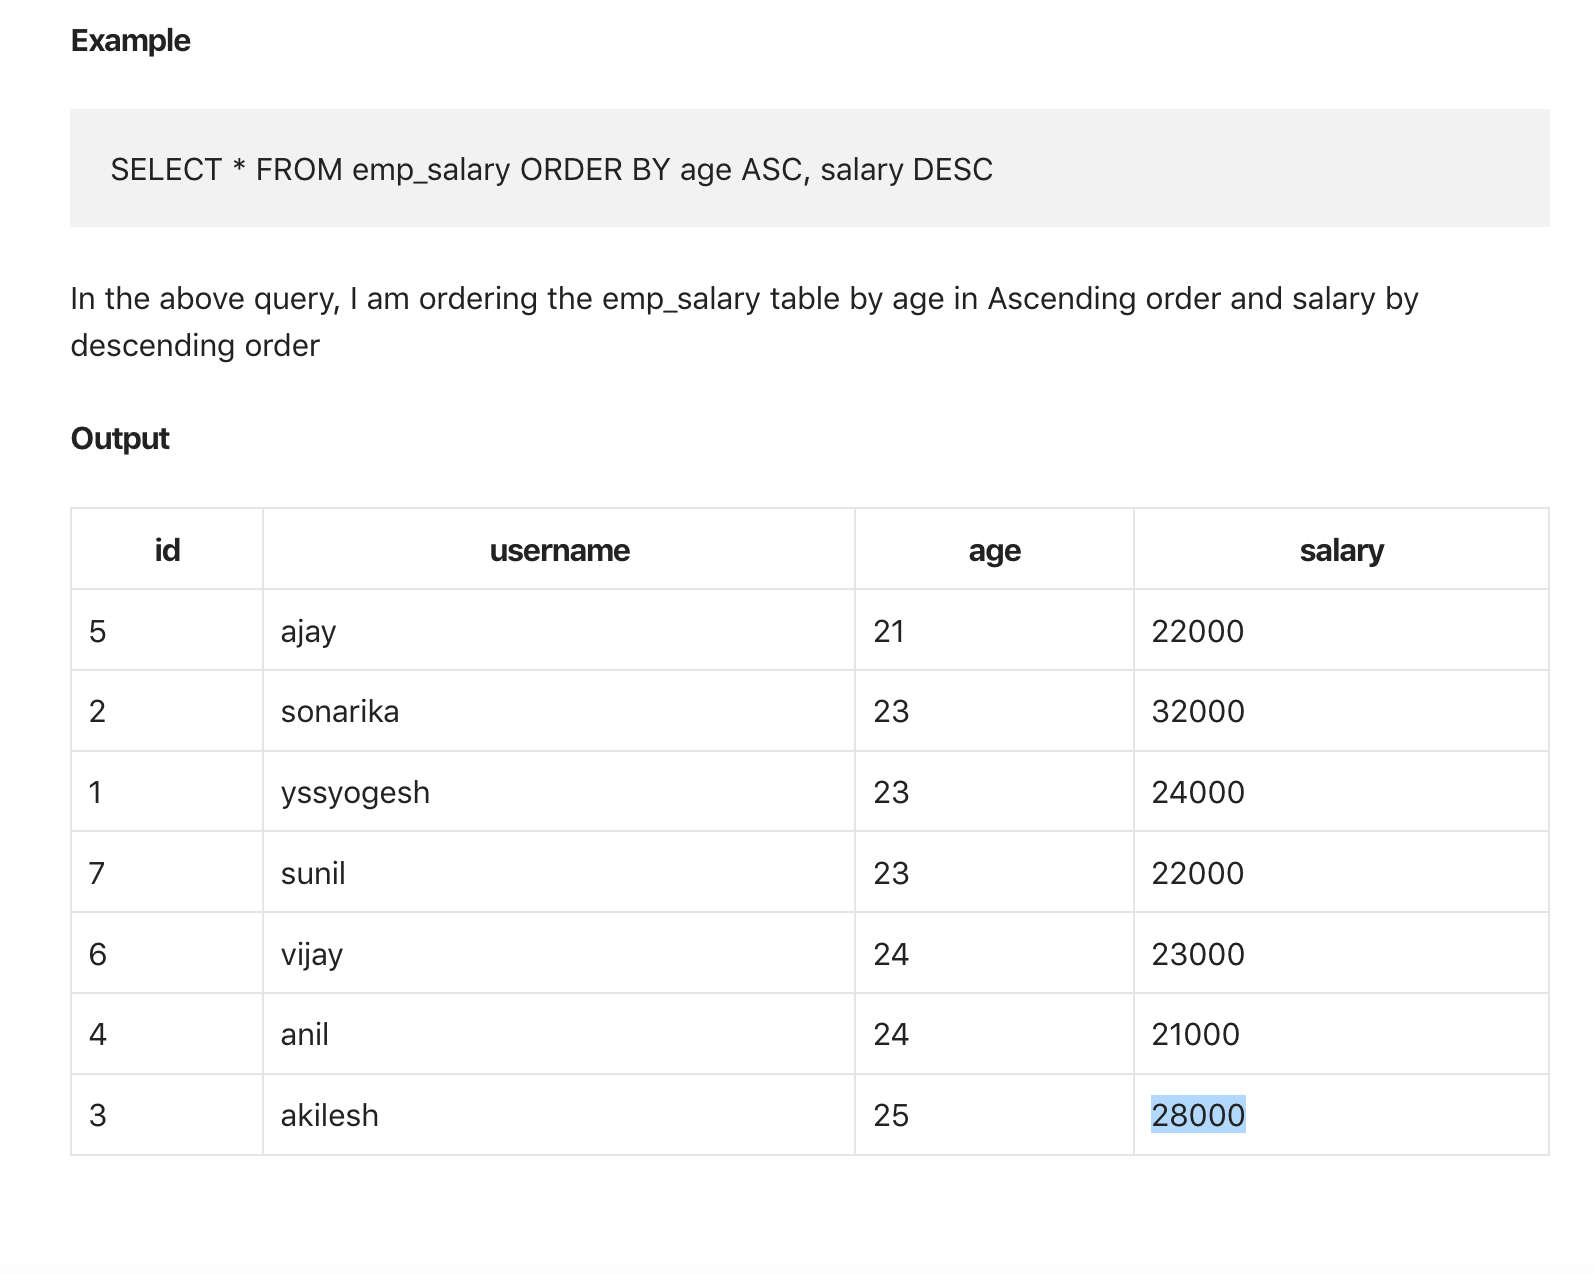 Example
SELECT * FROM emp_salary ORDER BY age ASC, salary DESC
In the above query, I am ordering the emp_salary table by age in Ascending order and salary by
descending order
Output
id username age salary
5 ajay 21 22000
2 sonarika 23 32000
1 yssyogesh 23 24000
7 sunil 23 22000
6 vijay 24 23000
4 anil 24 21000
3 akilesh 25 28000